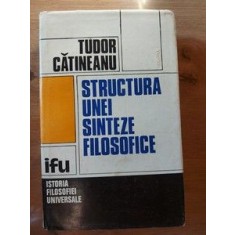 TUDOR
CĂTINEANU
STRUCTURA
UNEI
SINTEZE
FILOSOFICE
ifu
ISTORIA
FILOSOFIEI
UNIVERSALE